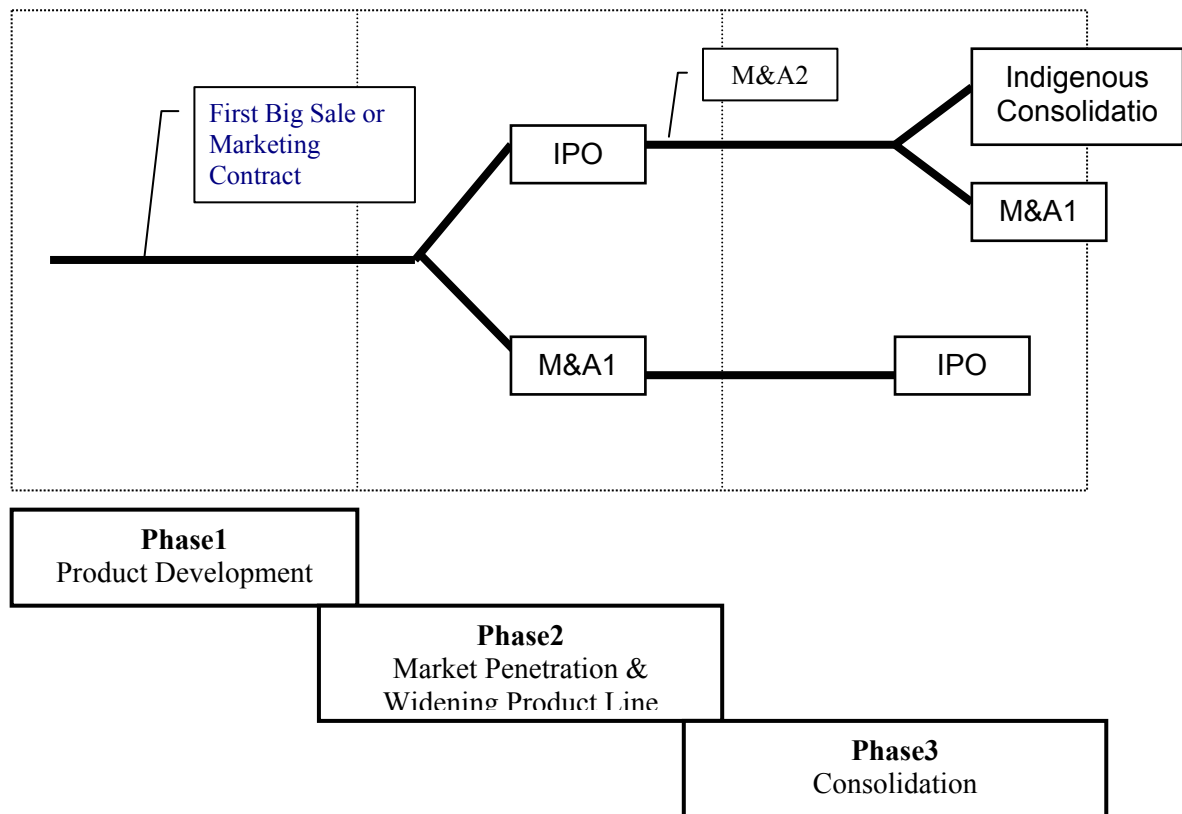 First Big Sale or
Marketing
Contract
IPO
M&A2
Indigenous
Consolidatio
M&A1
M&A1
IPO
Phase1
Product Development
Phase2
Market Penetration &
Widening Product Line
Phase3
Consolidation